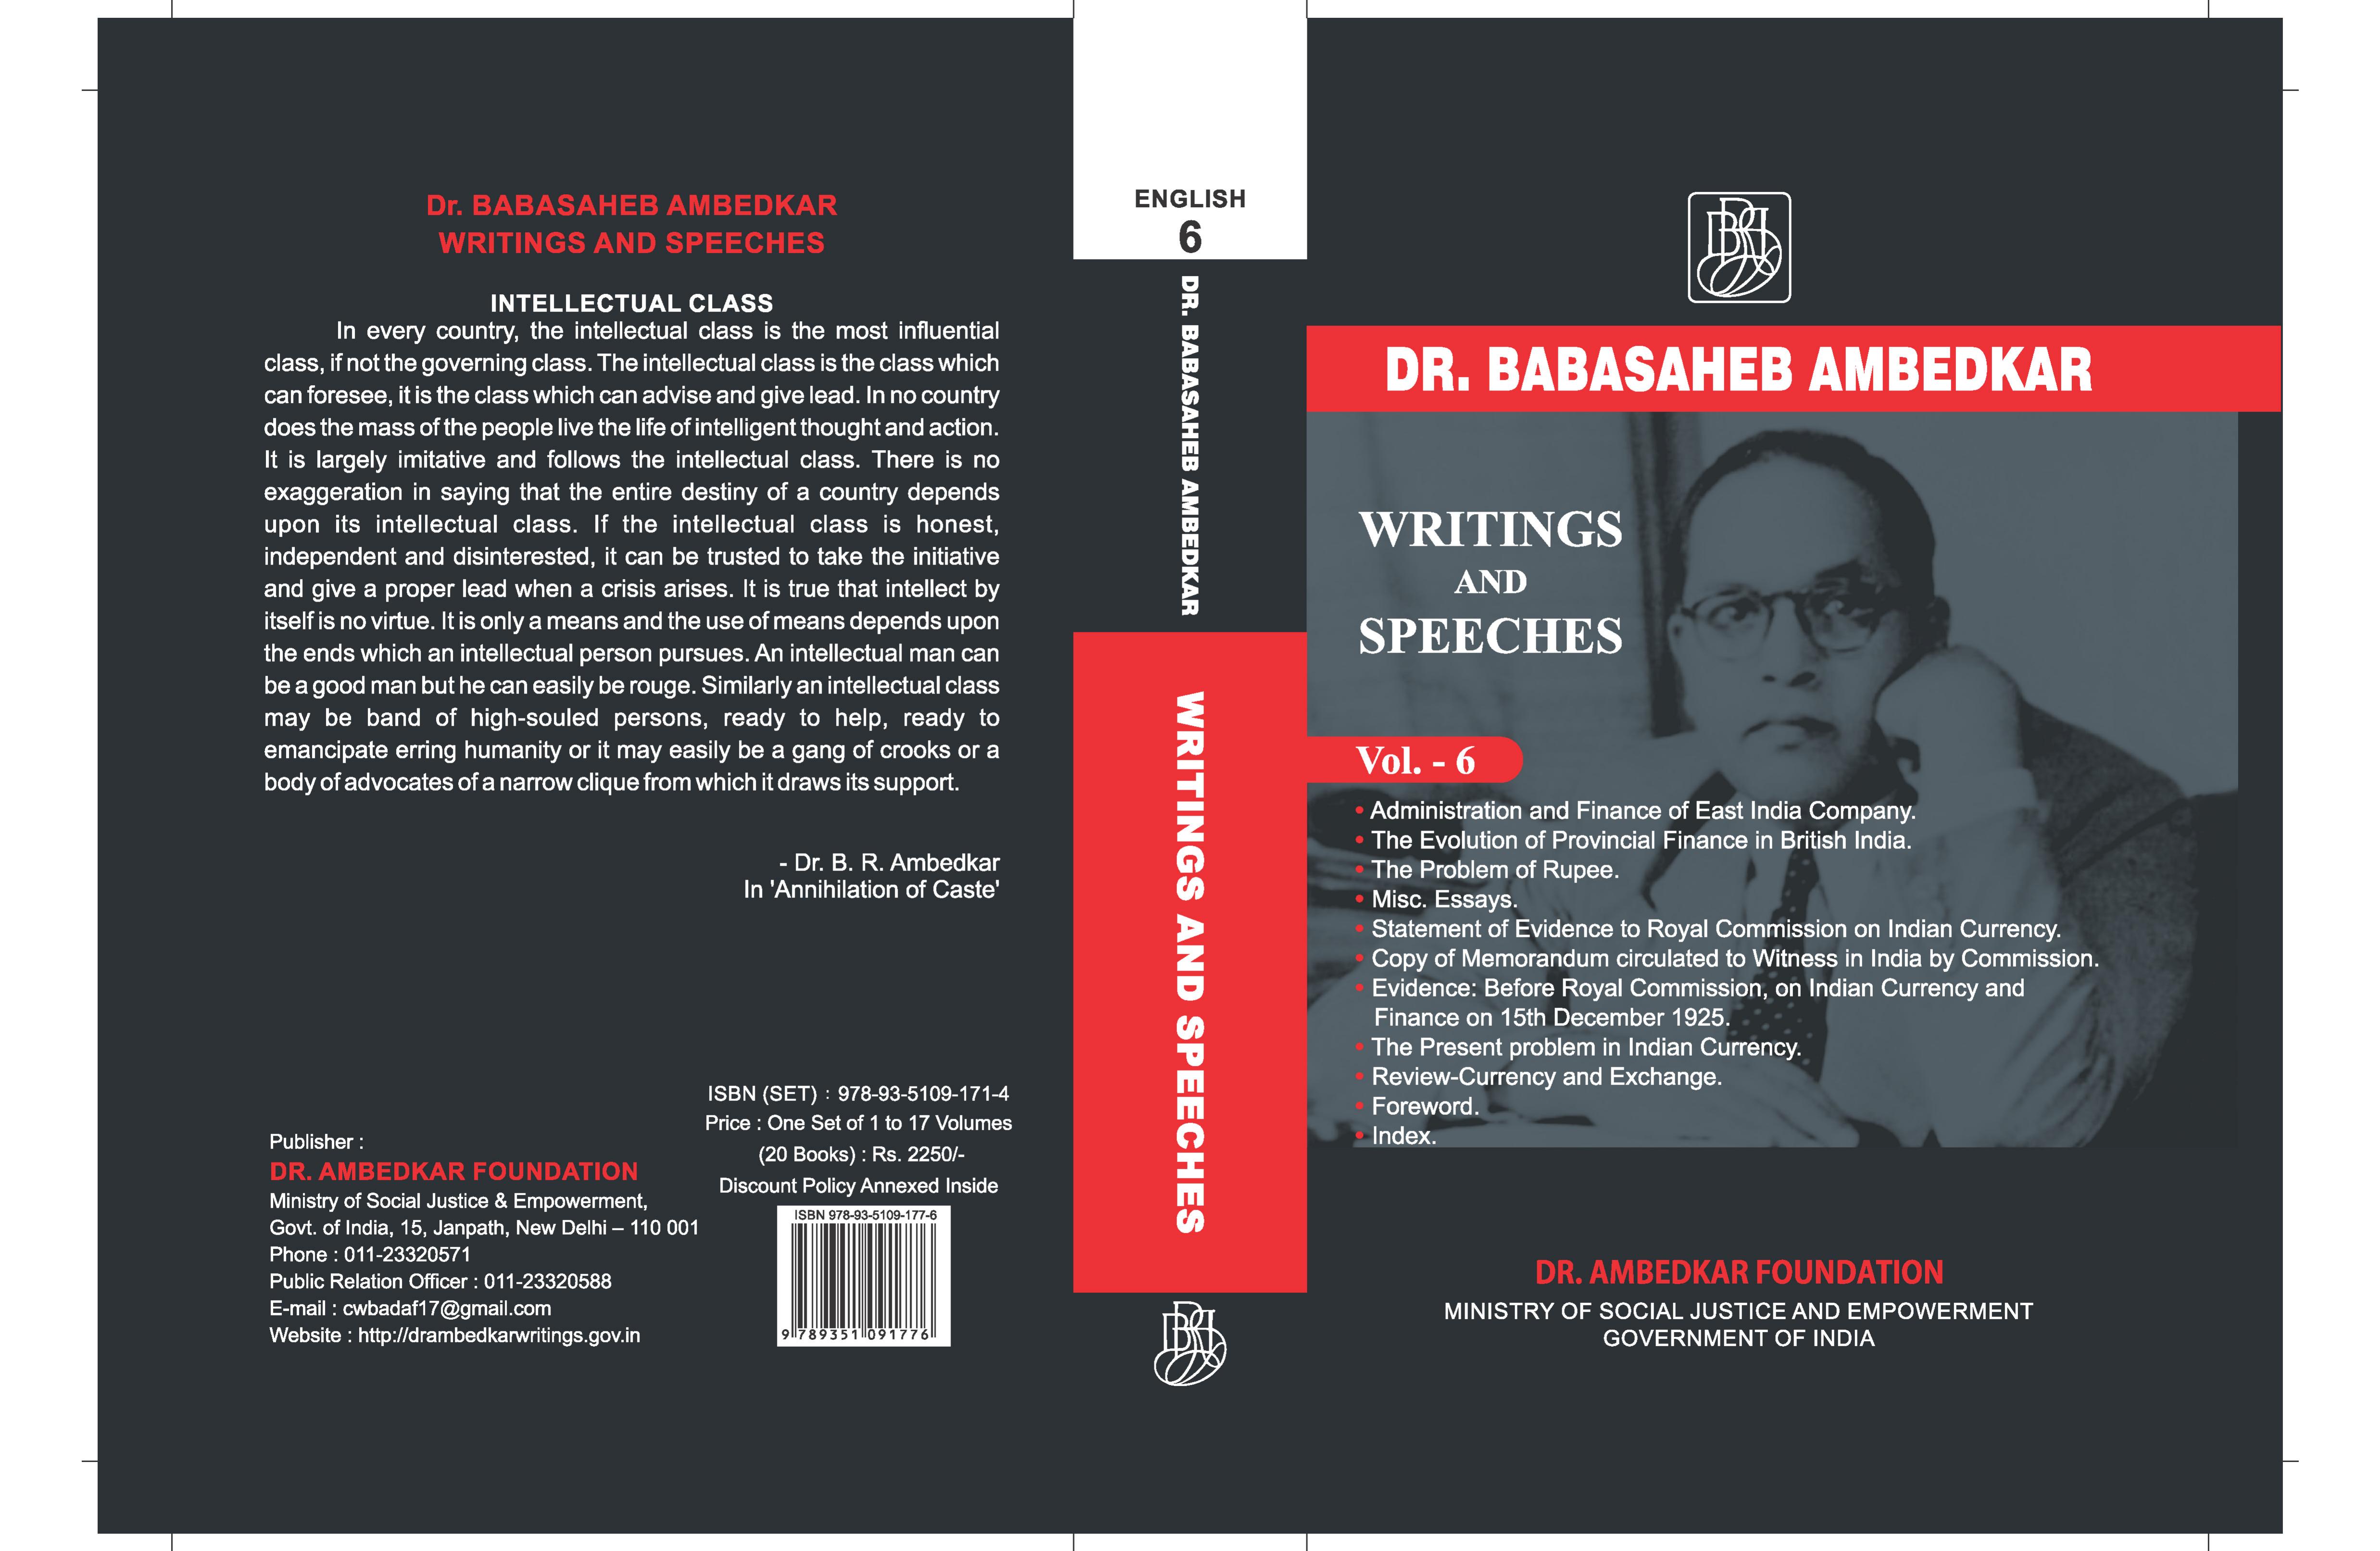 Dr. BABASAHEB AMBEDKAR
WRITINGS AND SPEECHES
INTELLECTUAL CLASS
In every country, the intellectual class is the most influential
class, if not the governing class. The intellectual class is the class which
can foresee, it is the class which can advise and give lead. In no country
does the mass of the people live the life of intelligent thought and action.
It is largely imitative and follows the intellectual class. There is no
exaggeration in saying that the entire destiny of a country depends
upon its intellectual class. If the intellectual class is honest,
independent and disinterested, it can be trusted to take the initiative
and give a proper lead when a crisis arises. It is true that intellect by
itself is no virtue. It is only a means and the use of means depends upon
the ends which an intellectual person pursues. An intellectual man can
be a good man but he can easily be rouge. Similarly an intellectual class
may be band of high-souled persons, ready to help, ready to
emancipate erring humanity or it may easily be a gang of crooks or a
body of advocates of a narrow clique from which it draws its support.
- Dr. B. R. Ambedkar
In 'Annihilation of Caste'
ISBN (SET) : 978-93-5109-171-4
Price : One Set of 1 to 17 Volumes
(20 Books) : Rs. 2250/-
Discount Policy Annexed Inside
ISBN 978-93-5109-177-6
9 789351 091776
Publisher :
DR. AMBEDKAR FOUNDATION
Ministry of Social Justice & Empowerment,
Govt. of India, 15, Janpath, New Delhi – 110 001
Phone : 011-23320571
Public Relation Officer : 011-23320588
E-mail : cwbadaf17@gmail.com
Website : http://drambedkarwritings.gov.in
ENGLISH
6
DR. BABASAHEB AMBEDKAR
WRITINGS AND SPEECHES
DR. BABASAHEB AMBEDKAR
WRITINGS
AND
SPEECHES
Vol. - 6
• Administration and Finance of East India Company.
• The Evolution of Provincial Finance in British India.
• The Problem of Rupee.
• Misc. Essays.
• Statement of Evidence to Royal Commission on Indian Currency.
• Copy of Memorandum circulated to Witness in India by Commission.
• Evidence: Before Royal Commission, on Indian Currency and
Finance on 15th December 1925.
• The Present problem in Indian Currency.
• Review-Currency and Exchange.
• Foreword.
• Index.
DR. AMBEDKAR FOUNDATION
MINISTRY OF SOCIAL JUSTICE AND EMPOWERMENT
GOVERNMENT OF INDIA